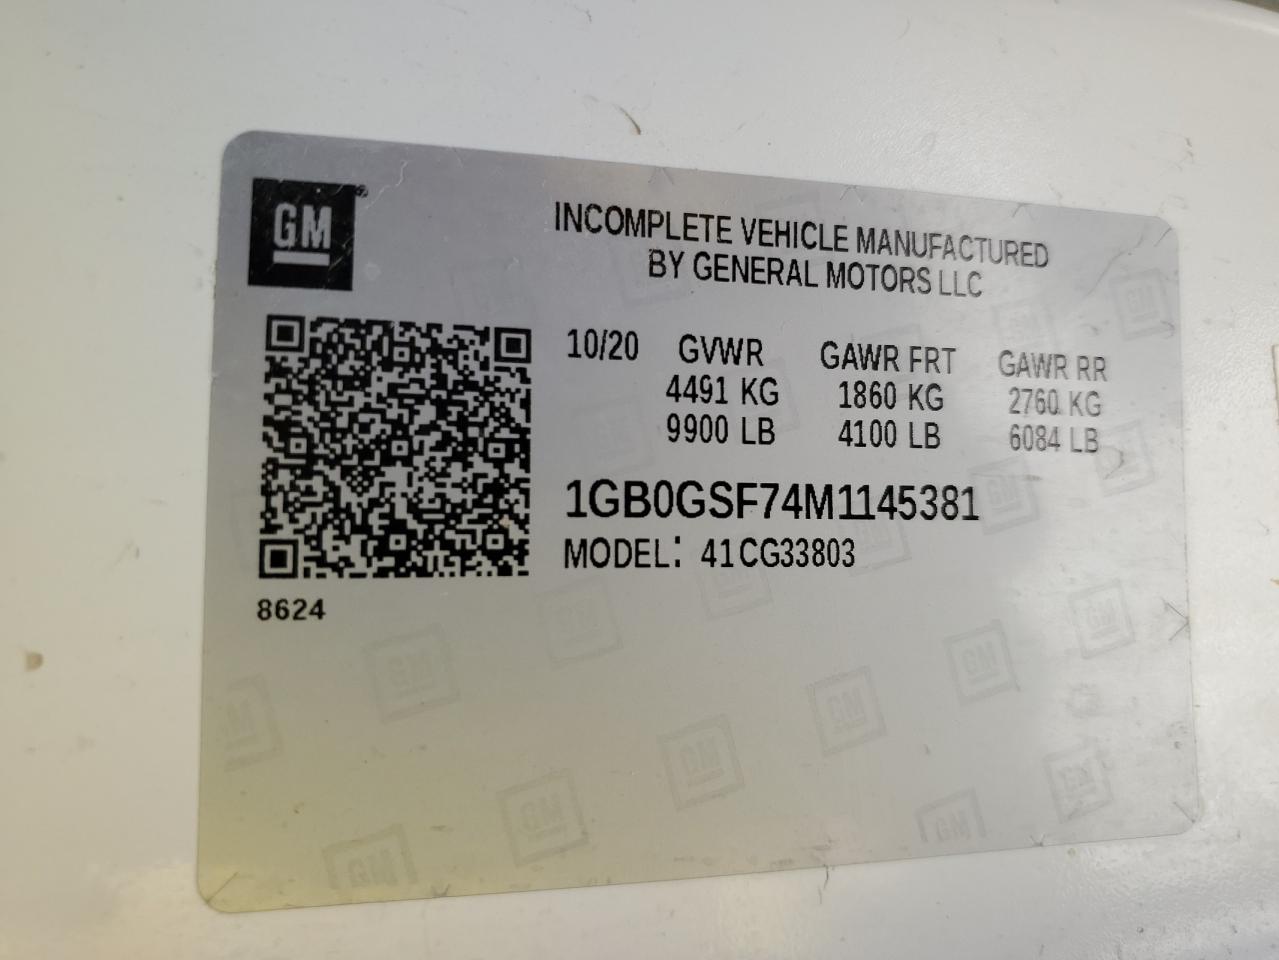 GM
INCOMPLETE VEHICLE MANUFACTURED
BY GENERAL MOTORS LLC
10/20 GVWR GAWR FRT GAWR RR
4491 KG 1860 KG 2760 KG
9900 LB 4100 LB 6084 LB
1GB0GSF74M1145381
MODEL: 41CG33803
8624